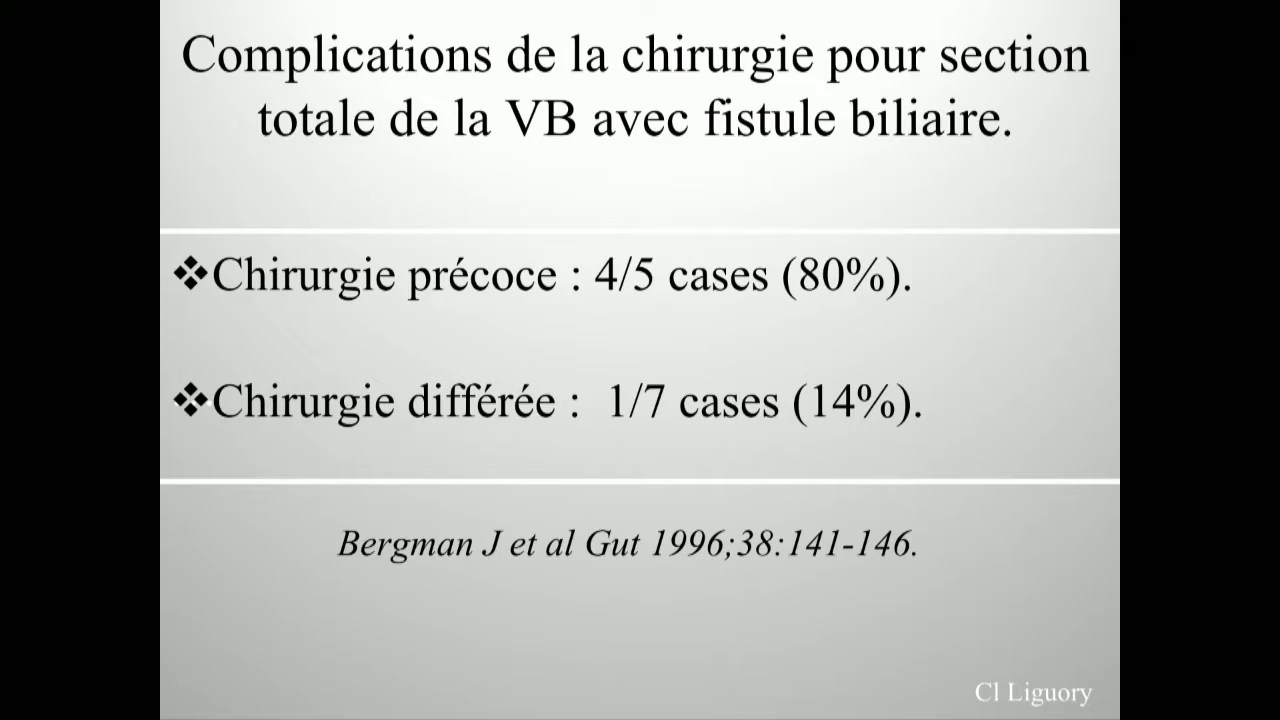 Complications de la chirurgie pour section
totale de la VB avec fistule biliaire.
❖Chirurgie précoce : 4/5 cases (80%).
❖Chirurgie différée :  1/7 cases (14%).
Bergman J et al Gut 1996;38:141-146.
Cl Liguory